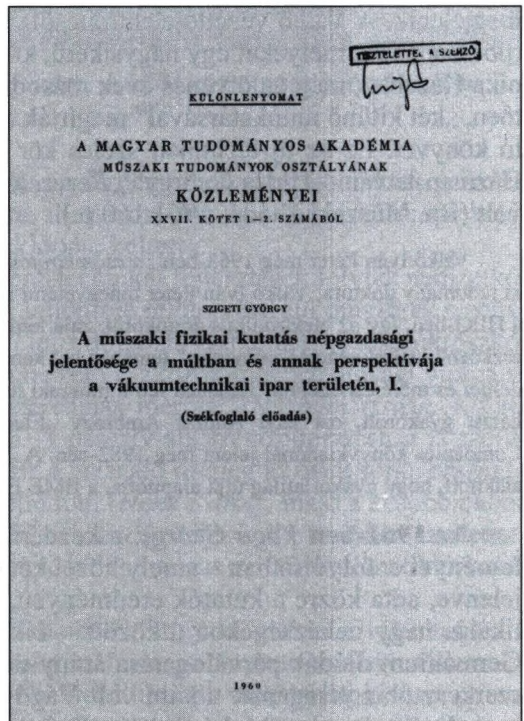 TISZTELETTEL A SZERZŐ
KÜLÖNLENYOMAT
A MAGYAR TUDOMÁNYOS AKADÉMIA
MŰSZAKI TUDOMÁNYOK OSZTÁLYÁNAK
KÖZLEMÉNYEI
XXVII. KÖTET 1—2. SZÁMÁBÓL
SZIGETI GYÖRGY
A műszaki fizikai kutatás népgazdasági
jelentősége a múltban és annak perspektívája
a vákuumtechnikai ipar területén, I.
(Székfoglaló előadás)
1960